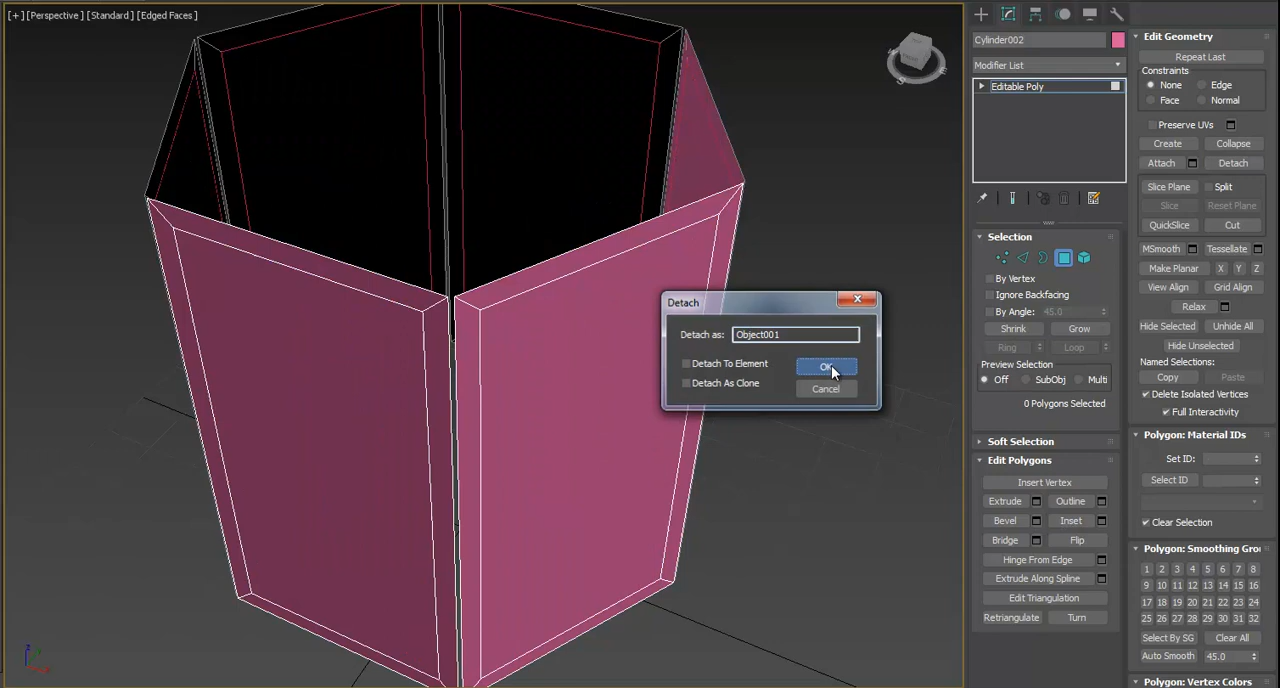 [+] [Perspective ] [Standard ] [Edged Faces ]
Detach
Detach as: Object001
Detach To Element
OK
Detach As Clone
Cancel
Cylinder002
Modifier List
Editable Poly
Selection
By Vertex
Ignore Backfacing
By Angle: 45.0
Shrink Grow
Ring Loop
Preview Selection
Off SubObj Multi
0 Polygons Selected
Soft Selection
Edit Polygons
Insert Vertex
Extrude Outline
Bevel Inset
Bridge Flip
Hinge From Edge
Extrude Along Spline
Edit Triangulation
Retriangulate Turn
Edit Geometry
Repeat Last
Constraints
None Edge
Face Normal
Preserve UVs
Create Collapse
Attach Detach
Slice Plane Split
Slice Reset Plane
QuickSlice Cut
MSmooth Tessellate
Make Planar X Y Z
View Align Grid Align
Relax
Hide Selected Unhide All
Hide Unselected
Named Selections:
Copy Paste
Delete Isolated Vertices
Full Interactivity
Polygon: Material IDs
Set ID:
Select ID
Clear Selection
Polygon: Smoothing Grou
1 2 3 4 5 6 7 8
9 10 11 12 13 14 15 16
17 18 19 20 21 22 23 24
25 26 27 28 29 30 31 32
Select By SG Clear All
Auto Smooth 45.0
Polygon: Vertex Colors